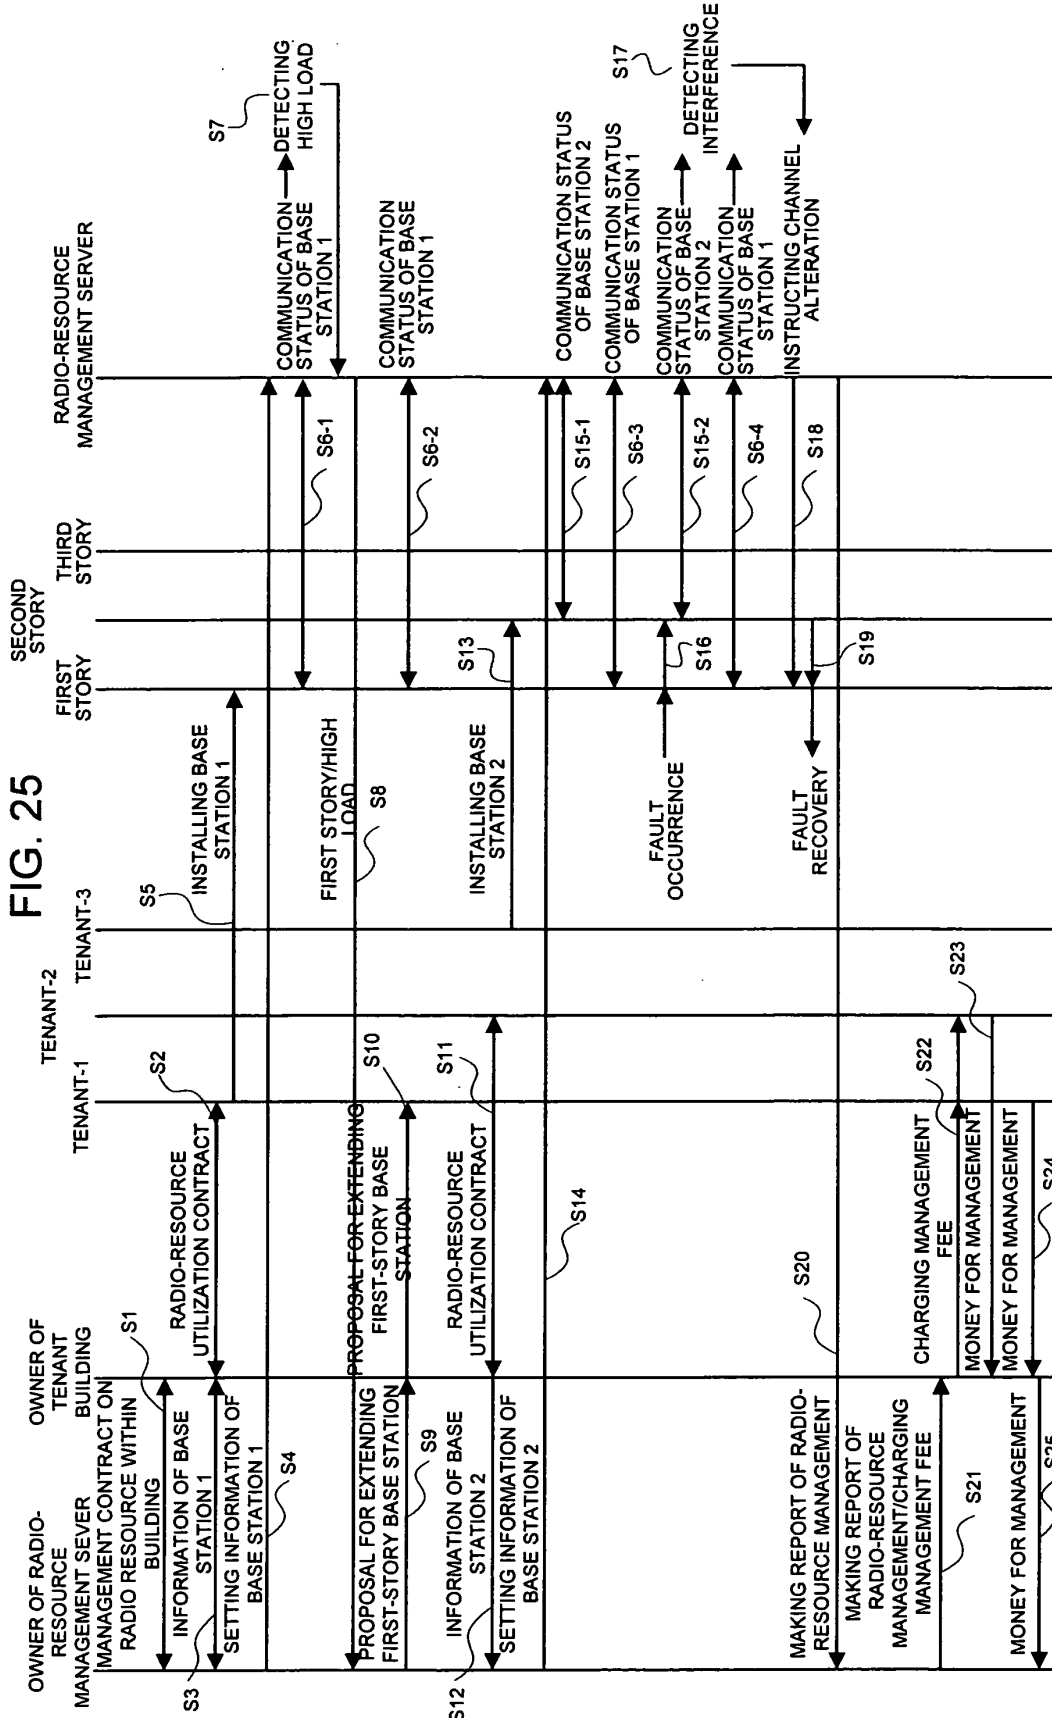 FIG. 25
OWNER OF RADIO-
RESOURCE
MANAGEMENT SEVER
OWNER OF
TENANT
BUILDING
TENANT-1
TENANT-2
TENANT-3
FIRST
STORY
SECOND
STORY
THIRD
STORY
RADIO-RESOURCE
MANAGEMENT SERVER
MANAGEMENT CONTRACT ON
RADIO RESOURCE WITHIN
BUILDING
S1
RADIO-RESOURCE
UTILIZATION CONTRACT
S2
INFORMATION OF BASE
STATION 1
S3
SETTING INFORMATION OF
BASE STATION 1
S4
INSTALLING BASE
STATION 1
S5
COMMUNICATION
STATUS OF BASE
STATION 1
S6-1
DETECTING
HIGH LOAD
S7
FIRST STORY/HIGH
LOAD
S8
COMMUNICATION
STATUS OF BASE
STATION 1
S6-2
PROPOSAL FOR EXTENDING
FIRST-STORY BASE STATION
S9
PROPOSAL FOR EXTENDING
FIRST-STORY BASE
STATION
S10
RADIO-RESOURCE
UTILIZATION CONTRACT
S11
INFORMATION OF BASE
STATION 2
S12
INSTALLING BASE
STATION 2
S13
SETTING INFORMATION OF
BASE STATION 2
S14
COMMUNICATION STATUS
OF BASE STATION 2
S15-1
COMMUNICATION STATUS
OF BASE STATION 1
S6-3
FAULT
OCCURRENCE
S16
COMMUNICATION
STATUS OF BASE
STATION 2
S15-2
COMMUNICATION
STATUS OF BASE
STATION 1
S6-4
DETECTING
INTERFERENCE
S17
INSTRUCTING CHANNEL
ALTERATION
S18
FAULT
RECOVERY
S19
MAKING REPORT OF RADIO-
RESOURCE MANAGEMENT
S20
MAKING REPORT OF
RADIO-RESOURCE
MANAGEMENT/CHARGING
MANAGEMENT FEE
S21
CHARGING MANAGEMENT
FEE
S22
MONEY FOR MANAGEMENT
S23
MONEY FOR MANAGEMENT
S24
MONEY FOR MANAGEMENT